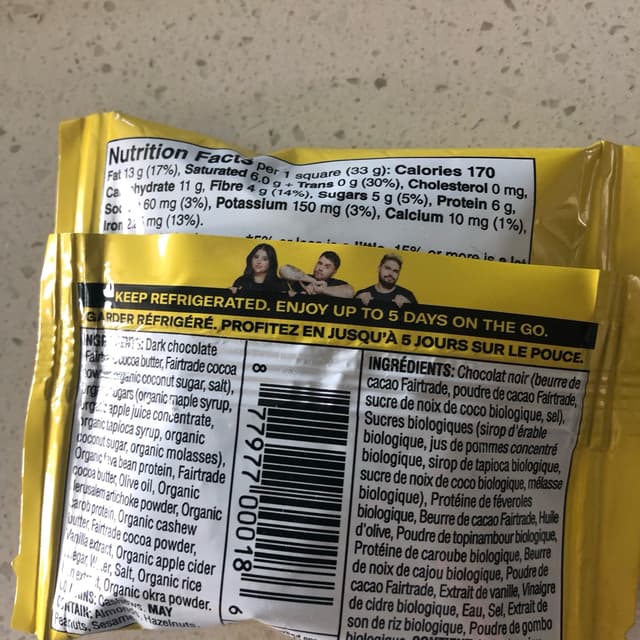 Nutrition Facts per 1 square (33 g): Calories 170
Fat 13 g (17%), Saturated 6.0 g + Trans 0 g (30%), Cholesterol 0 mg,
hydrate 11 g, Fibre 4 g (14%), Sugars 5 g (5%), Protein 6 g,
60 mg (3%), Potassium 150 mg (3%), Calcium 10 mg (1%),
Iron mg (13%).
KEEP REFRIGERATED. ENJOY UP TO 5 DAYS ON THE GO.
GARDER RÉFRIGÉRÉ. PROFITEZ EN JUSQU'À 5 JOURS SUR LE POUCE.
Dark chocolate
cocoa butter, Fairtrade cocoa
organic coconut sugar, salt),
sugars (organic maple syrup,
apple juice concentrate,
organic tapioca syrup, organic
coconut sugar, organic molasses),
Organic fava bean protein, Fairtrade
cocoa butter, Olive oil, Organic
Jerusalem artichoke powder, Organic
carob protein, Organic cashew
butter, Fairtrade cocoa powder,
Vanilla extract, Organic apple cider
Salt, Organic rice
Organic okra powder.
MAY
Almonds,
Peanuts, Sesame, Hazelnuts,
8 77977 00018 6
INGRÉDIENTS: Chocolat noir (beurre de
cacao Fairtrade, poudre de cacao Fairtrade,
sucre de noix de coco biologique, sel),
Sucres biologiques (sirop d'érable
biologique, jus de pommes concentré
biologique, sirop de tapioca biologique,
sucre de noix de coco biologique, mélasse
biologique), Protéine de féveroles
biologique, Beurre de cacao Fairtrade, Huile
d'olive, Poudre de topinambour biologique,
Protéine de caroube biologique, Beurre
de noix de cajou biologique, Poudre de
cacao Fairtrade, Extrait de vanille, Vinaigre
de cidre biologique, Eau, Sel, Extrait de
son de riz biologique, Poudre de gombo